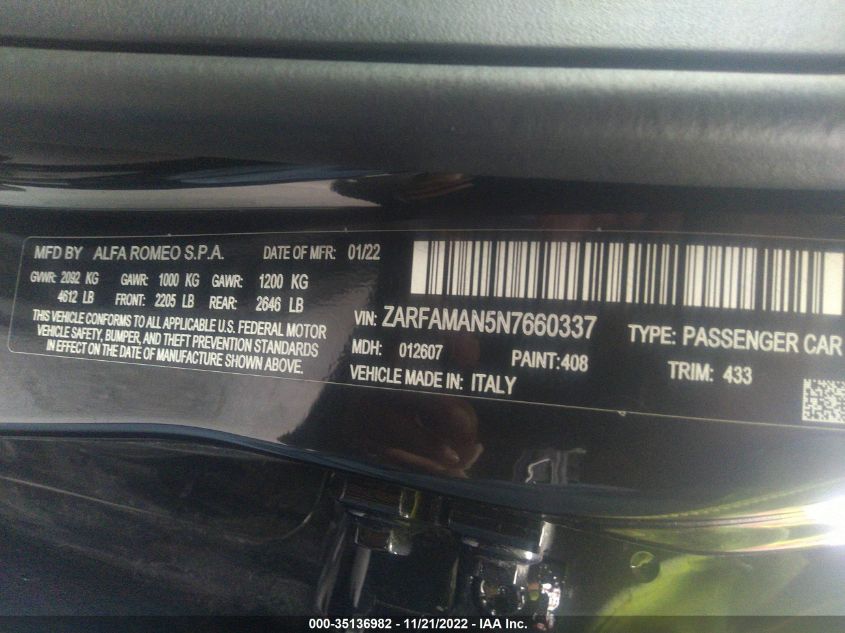 MFD BY ALFA ROMEO S.P.A. DATE OF MFR: 01/22
GVWR: 2092 KG GAWR: 1000 KG GAWR: 1200 KG
4612 LB FRONT: 2205 LB REAR: 2646 LB
THIS VEHICLE CONFORMS TO ALL APPLICABLE U.S. FEDERAL MOTOR
VEHICLE SAFETY, BUMPER, AND THEFT PREVENTION STANDARDS
IN EFFECT ON THE DATE OF MANUFACTURE SHOWN ABOVE.
VIN: ZARFAMAN5N7660337 TYPE: PASSENGER CAR
MDH: 012607 PAINT:408 TRIM: 433
VEHICLE MADE IN: ITALY
000-35136982 - 11/21/2022 - IAA Inc.